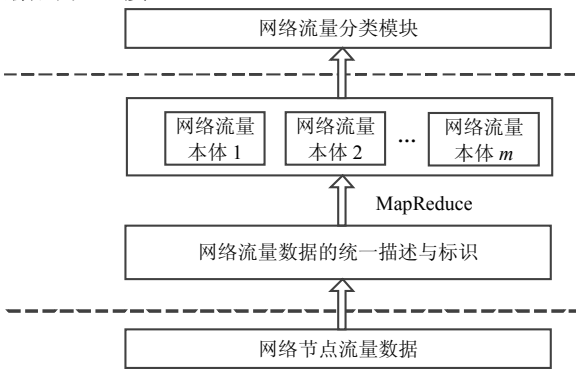 网络流量分类模块
网络流量
本体 1
网络流量
本体 2
...
网络流量
本体 m
MapReduce
网络流量数据的统一描述与标识
网络节点流量数据